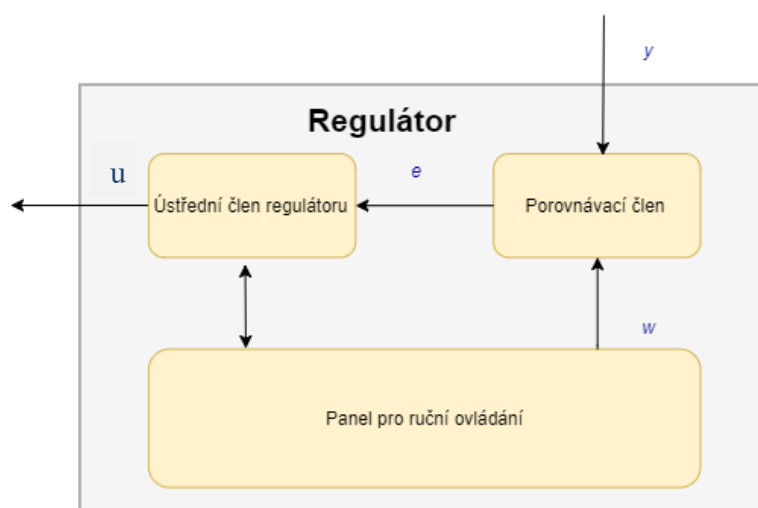 y
Regulátor
u
e
Ústřední člen regulátoru
Porovnávací člen
w
Panel pro ruční ovládání